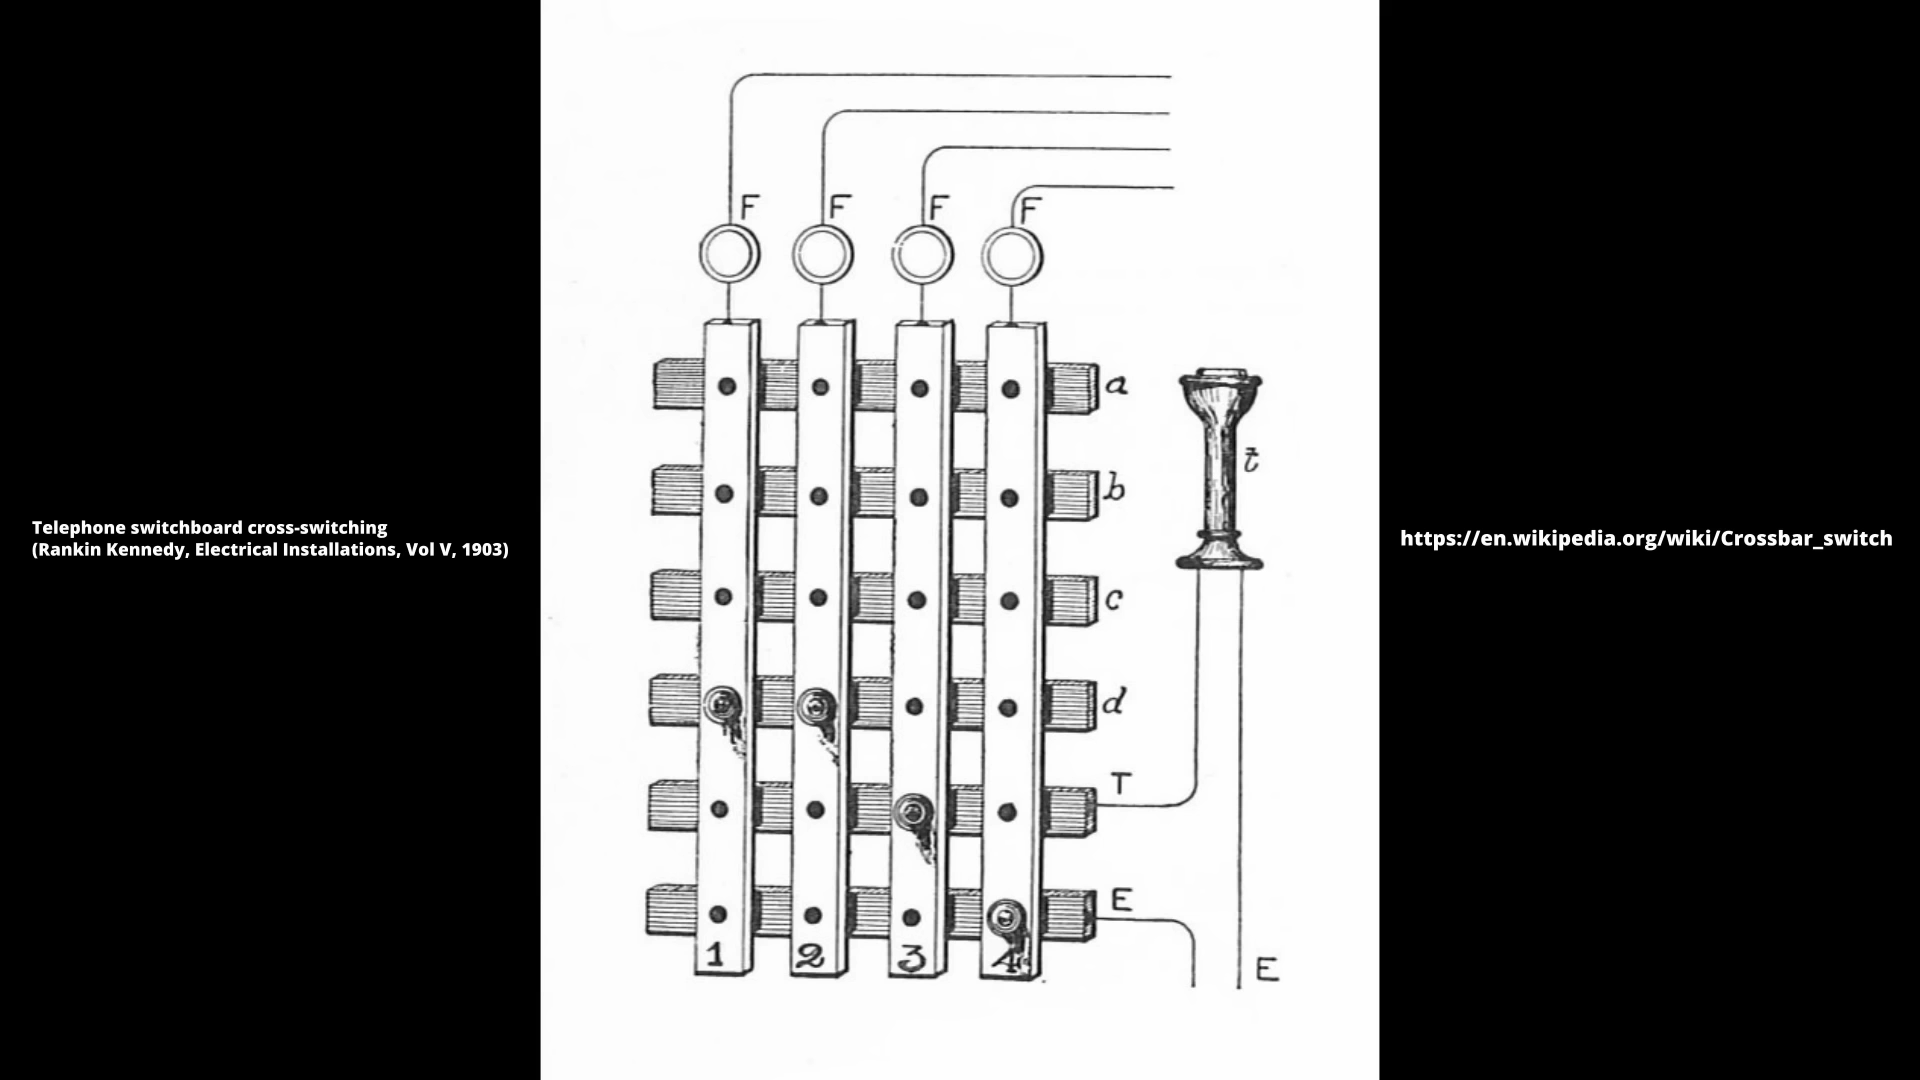 F F F F
a
b
t
c
Telephone switchboard cross-switching
(Rankin Kennedy, Electrical Installations, Vol V, 1903)
https://en.wikipedia.org/wiki/Crossbar_switch
d
T
E
1 2 3 4
E